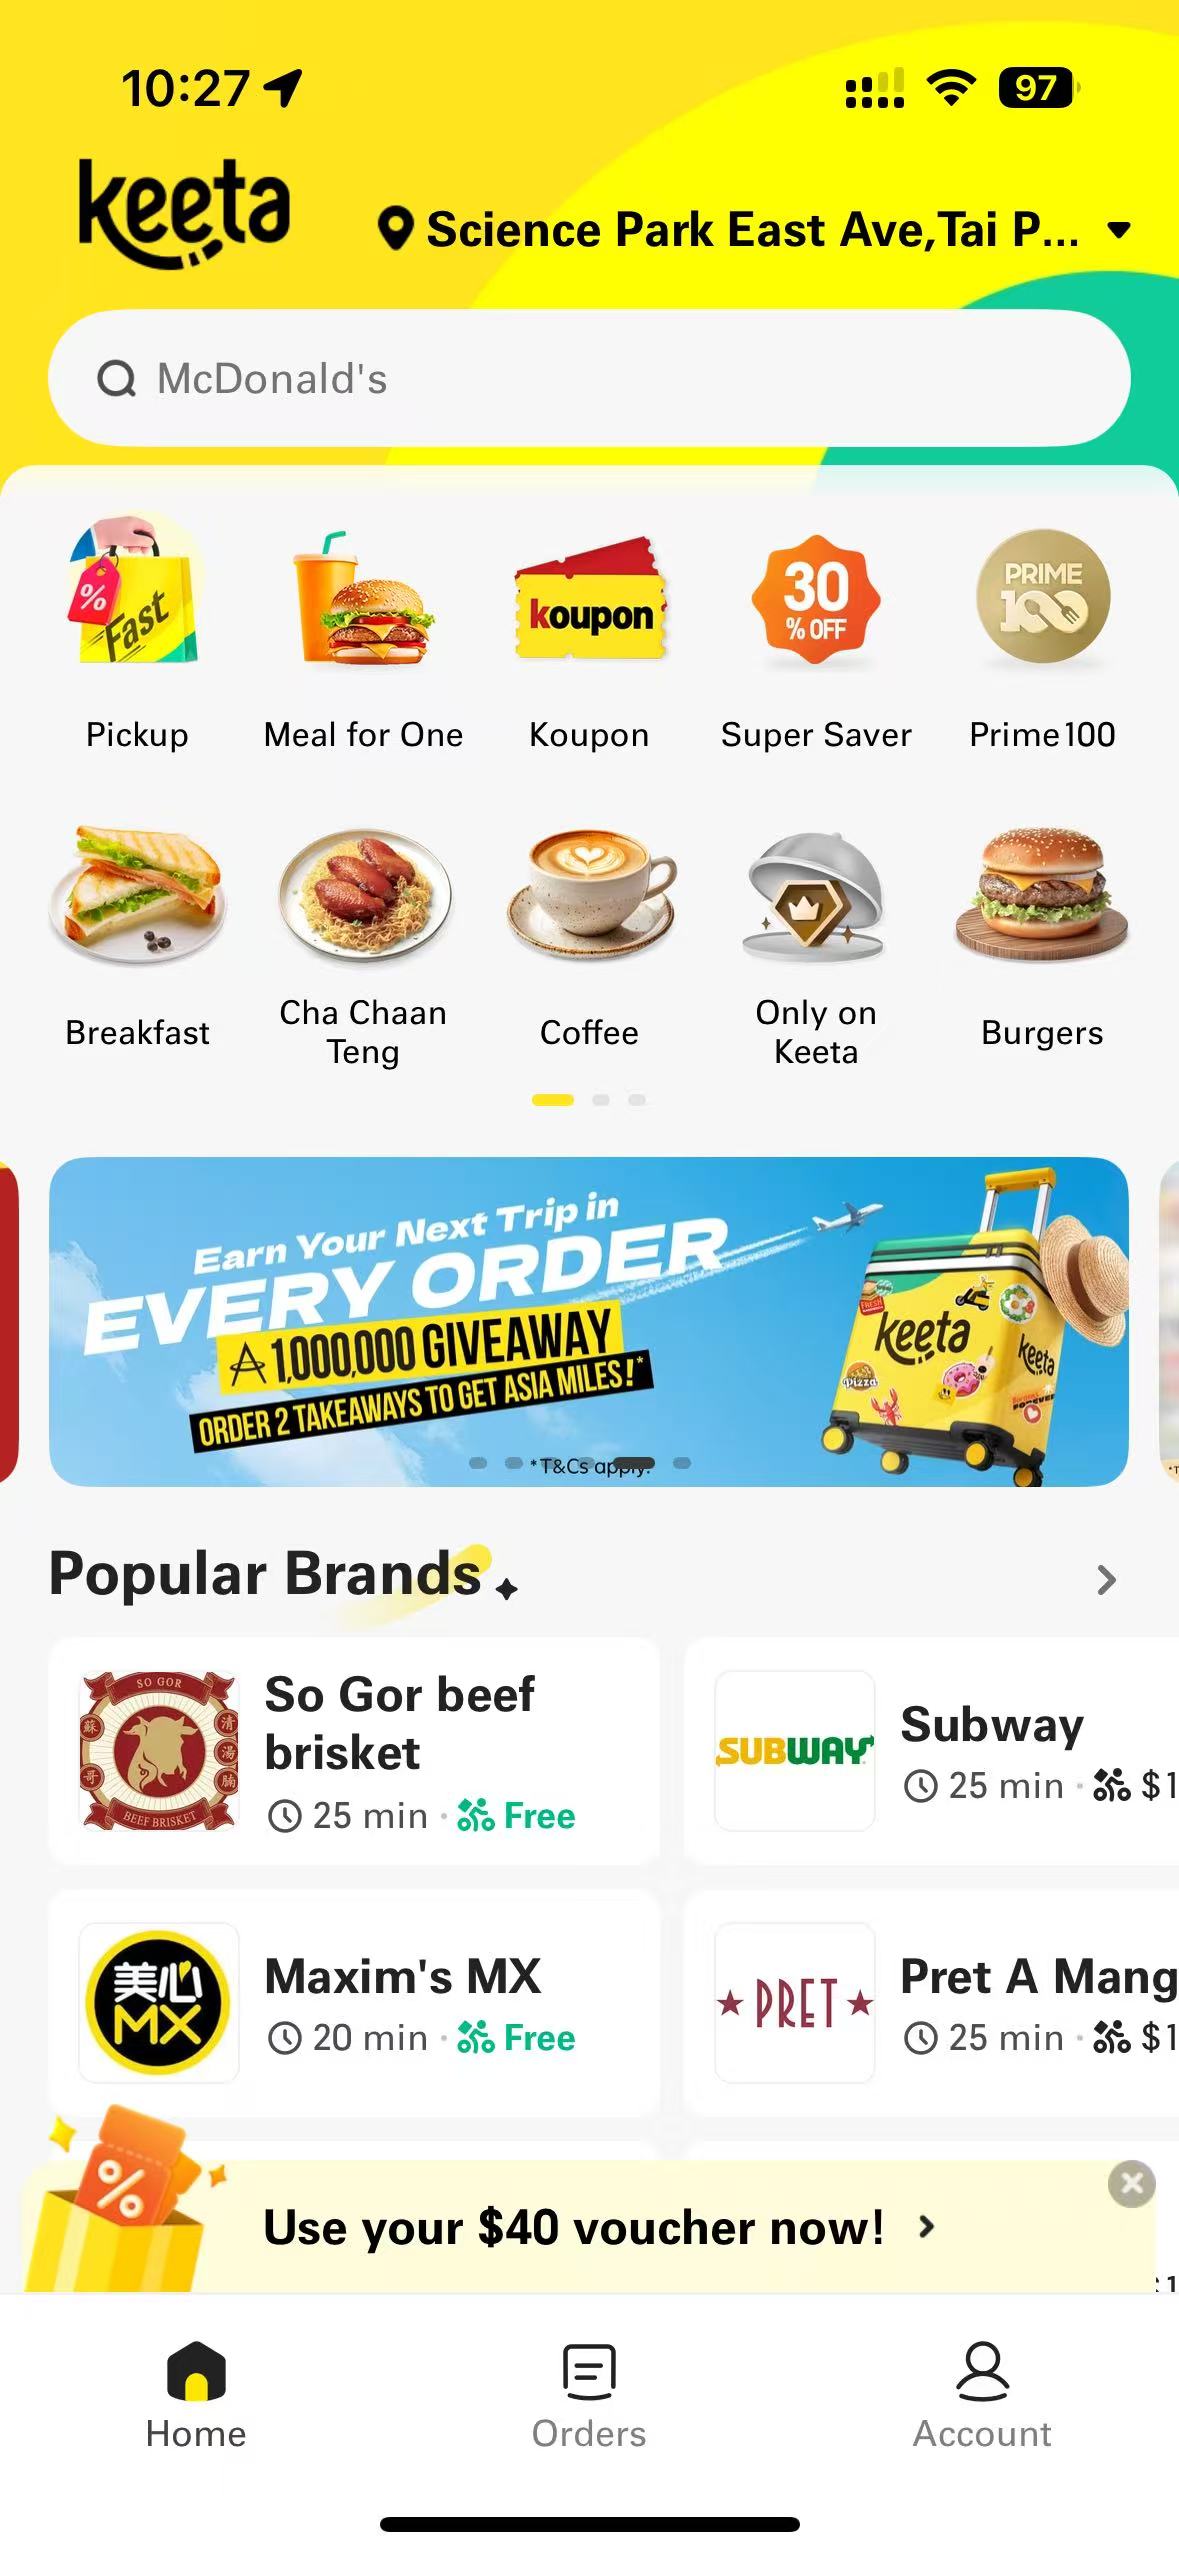 10:27
97
keeta
Science Park East Ave,Tai P...
McDonald's
%
Fast
koupon
30
% OFF
PRIME
100
Pickup
Meal for One
Koupon
Super Saver
Prime100
Breakfast
Cha Chaan
Teng
Coffee
Only on
Keeta
Burgers
Earn Your Next Trip in
EVERY ORDER
1,000,000 GIVEAWAY
ORDER 2 TAKEAWAYS TO GET ASIA MILES!*
*T&Cs apply.
FRESH
keeta
keeta
Pizza
FOREVER
Popular Brands
SO GOR
蘇
哥
清
湯
腩
BEEF BRISKET
So Gor beef
brisket
25 min · Free
SUBWAY
Subway
25 min · $1
美心
MX
Maxim's MX
20 min · Free
PRET
Pret A Mang
25 min · $1
%
Use your $40 voucher now!
Home
Orders
Account